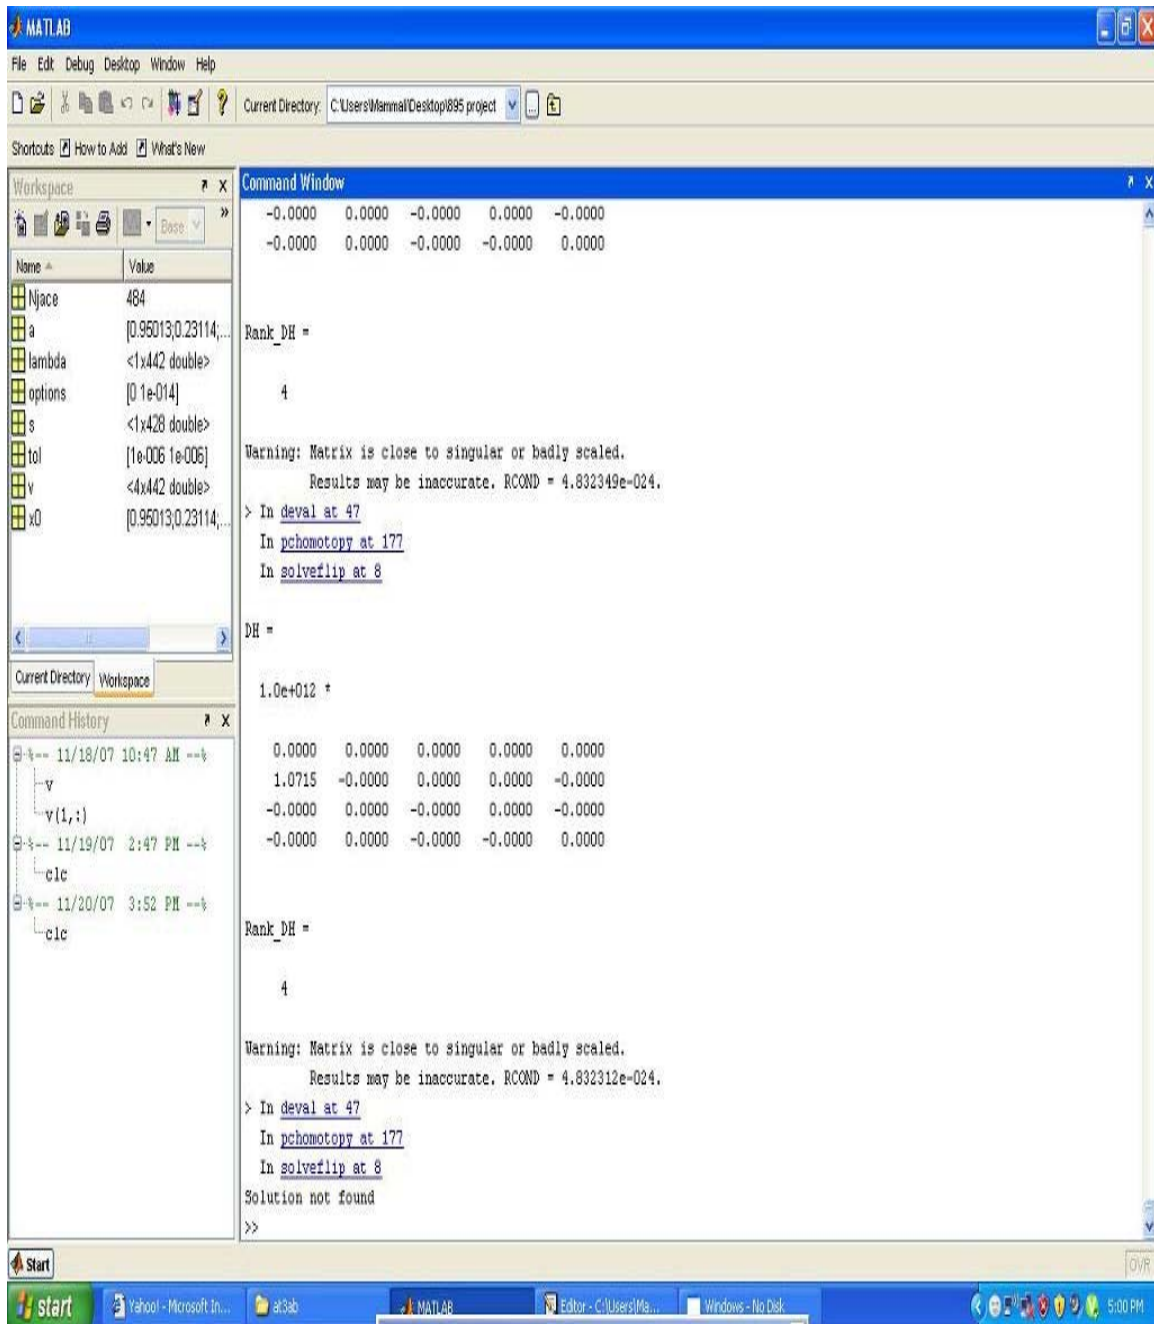 MATLAB
File Edit Debug Desktop Window Help
Current Directory: C:\Users\Mammal\Desktop\895 project
Shortcuts How to Add What's New
Workspace
Base
Name Value
Njace 484
a [0.95013;0.23114;...
lambda <1x442 double>
options [0 1e-014]
s <1x428 double>
tol [1e-006 1e-006]
v <4x442 double>
x0 [0.95013;0.23114;...
Current Directory Workspace
Command History
%-- 11/18/07 10:47 AM --%
v
v(1,:)
%-- 11/19/07 2:47 PM --%
clc
%-- 11/20/07 3:52 PM --%
clc
Command Window
-0.0000 0.0000 -0.0000 0.0000 -0.0000
-0.0000 0.0000 -0.0000 -0.0000 0.0000
Rank_DH =
4
Warning: Matrix is close to singular or badly scaled.
Results may be inaccurate. RCOND = 4.832349e-024.
> In deval at 47
In pchomotopy at 177
In solveflip at 8
DH =
1.0e+012 *
0.0000 0.0000 0.0000 0.0000 0.0000
1.0715 -0.0000 0.0000 0.0000 -0.0000
-0.0000 0.0000 -0.0000 0.0000 -0.0000
-0.0000 0.0000 -0.0000 -0.0000 0.0000
Rank_DH =
4
Warning: Matrix is close to singular or badly scaled.
Results may be inaccurate. RCOND = 4.832312e-024.
> In deval at 47
In pchomotopy at 177
In solveflip at 8
Solution not found
>>
Start
OVR
start Yahoo! - Microsoft In... at3ab MATLAB Editor - C:\Users\Ma... Windows - No Disk 5:00 PM